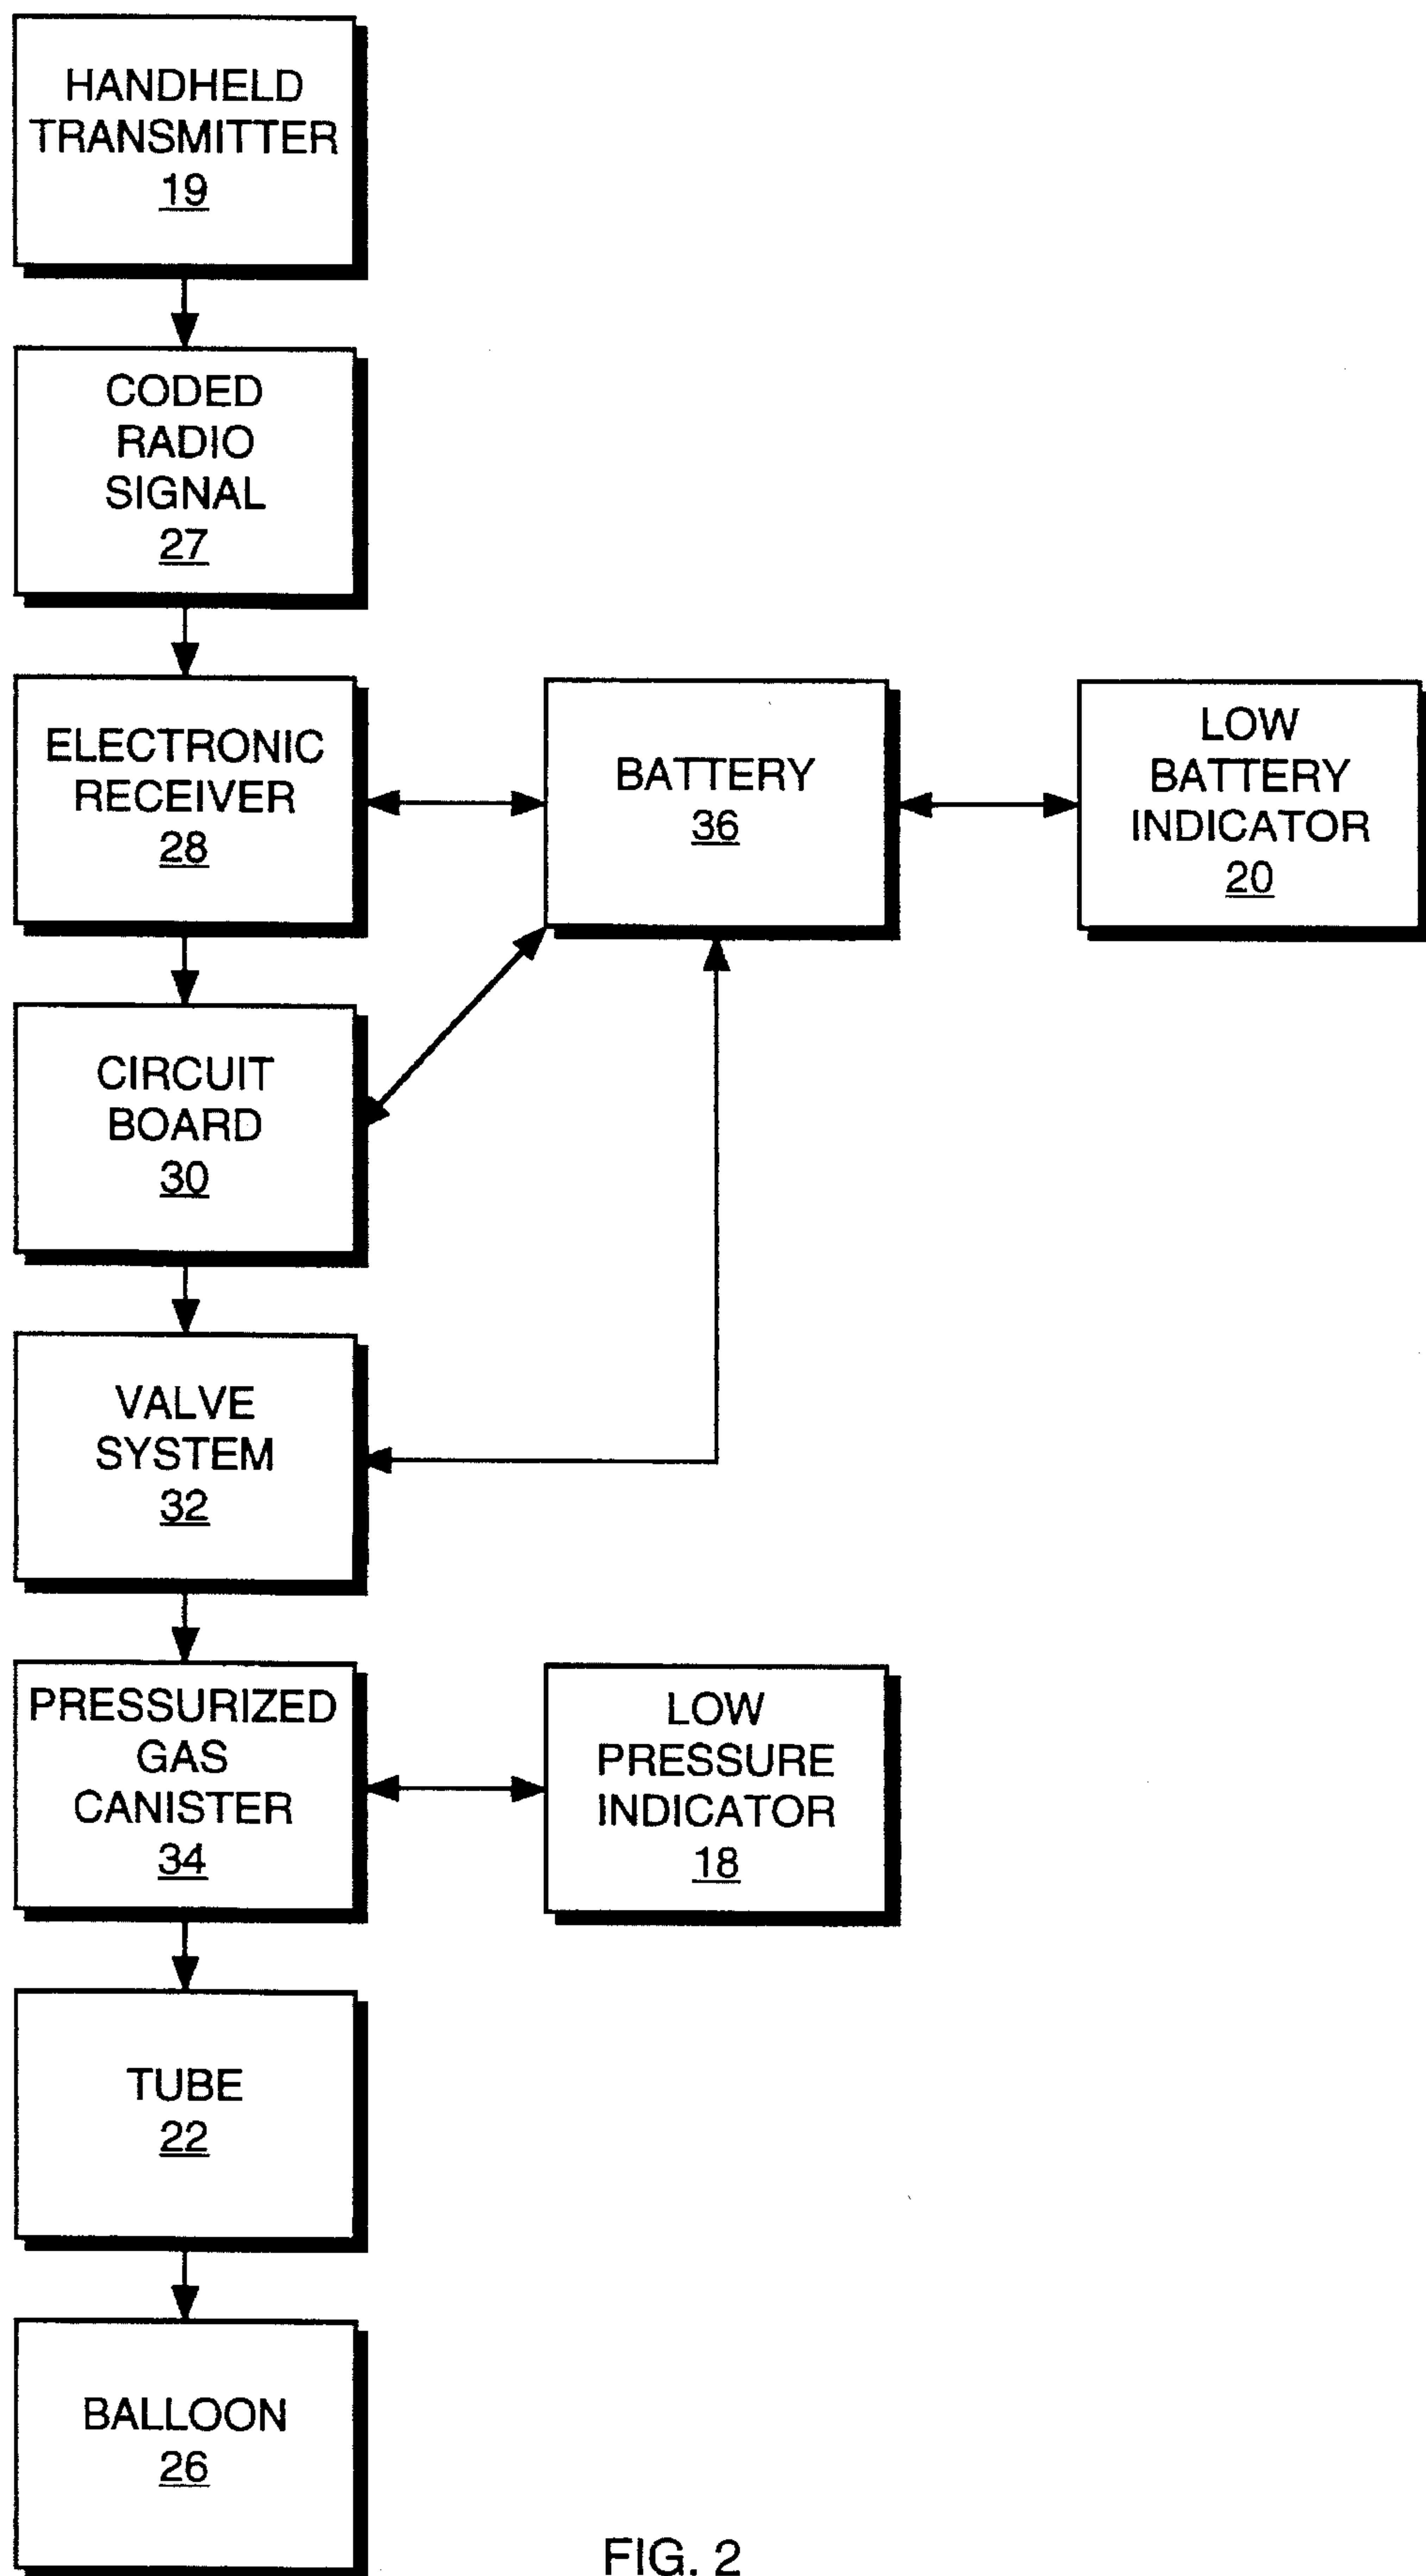 HANDHELD
TRANSMITTER
19
CODED
RADIO
SIGNAL
27
ELECTRONIC
RECEIVER
28
BATTERY
36
LOW
BATTERY
INDICATOR
20
CIRCUIT
BOARD
30
VALVE
SYSTEM
32
PRESSURIZED
GAS
CANISTER
34
LOW
PRESSURE
INDICATOR
18
TUBE
22
BALLOON
26
FIG. 2